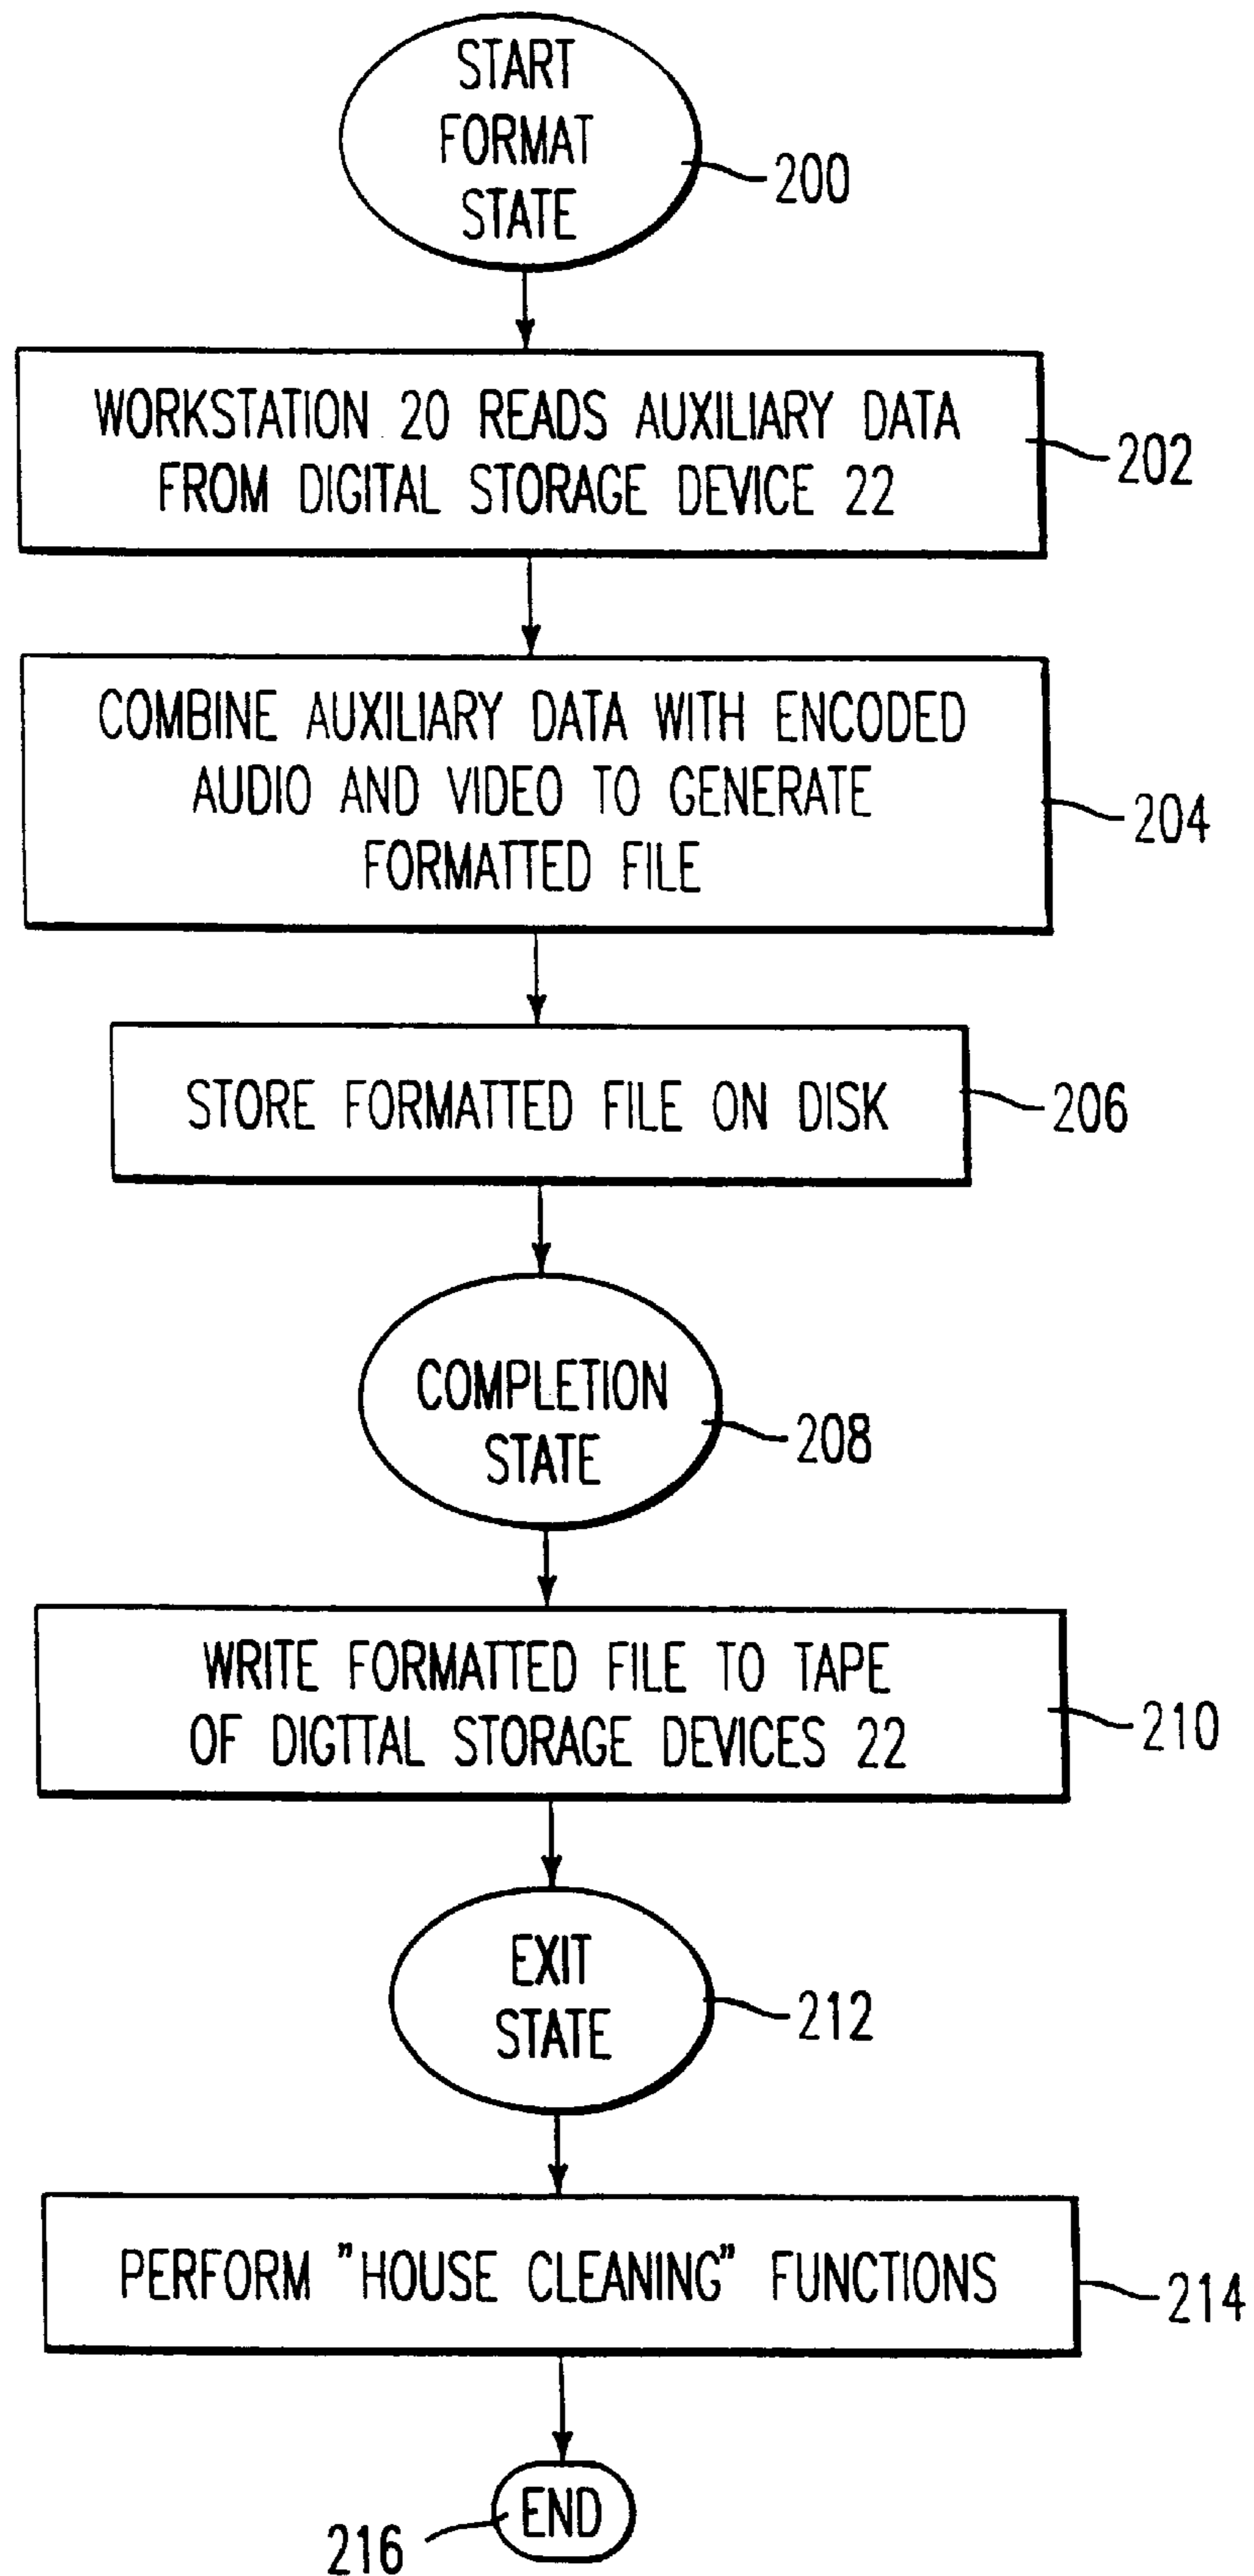 START
FORMAT
STATE
200
WORKSTATION 20 READS AUXILIARY DATA
FROM DIGITAL STORAGE DEVICE 22
202
COMBINE AUXILIARY DATA WITH ENCODED
AUDIO AND VIDEO TO GENERATE
FORMATTED FILE
204
STORE FORMATTED FILE ON DISK
206
COMPLETION
STATE
208
WRITE FORMATTED FILE TO TAPE
OF DIGTTAL STORAGE DEVICES 22
210
EXIT
STATE
212
PERFORM "HOUSE CLEANING" FUNCTIONS
214
END
216